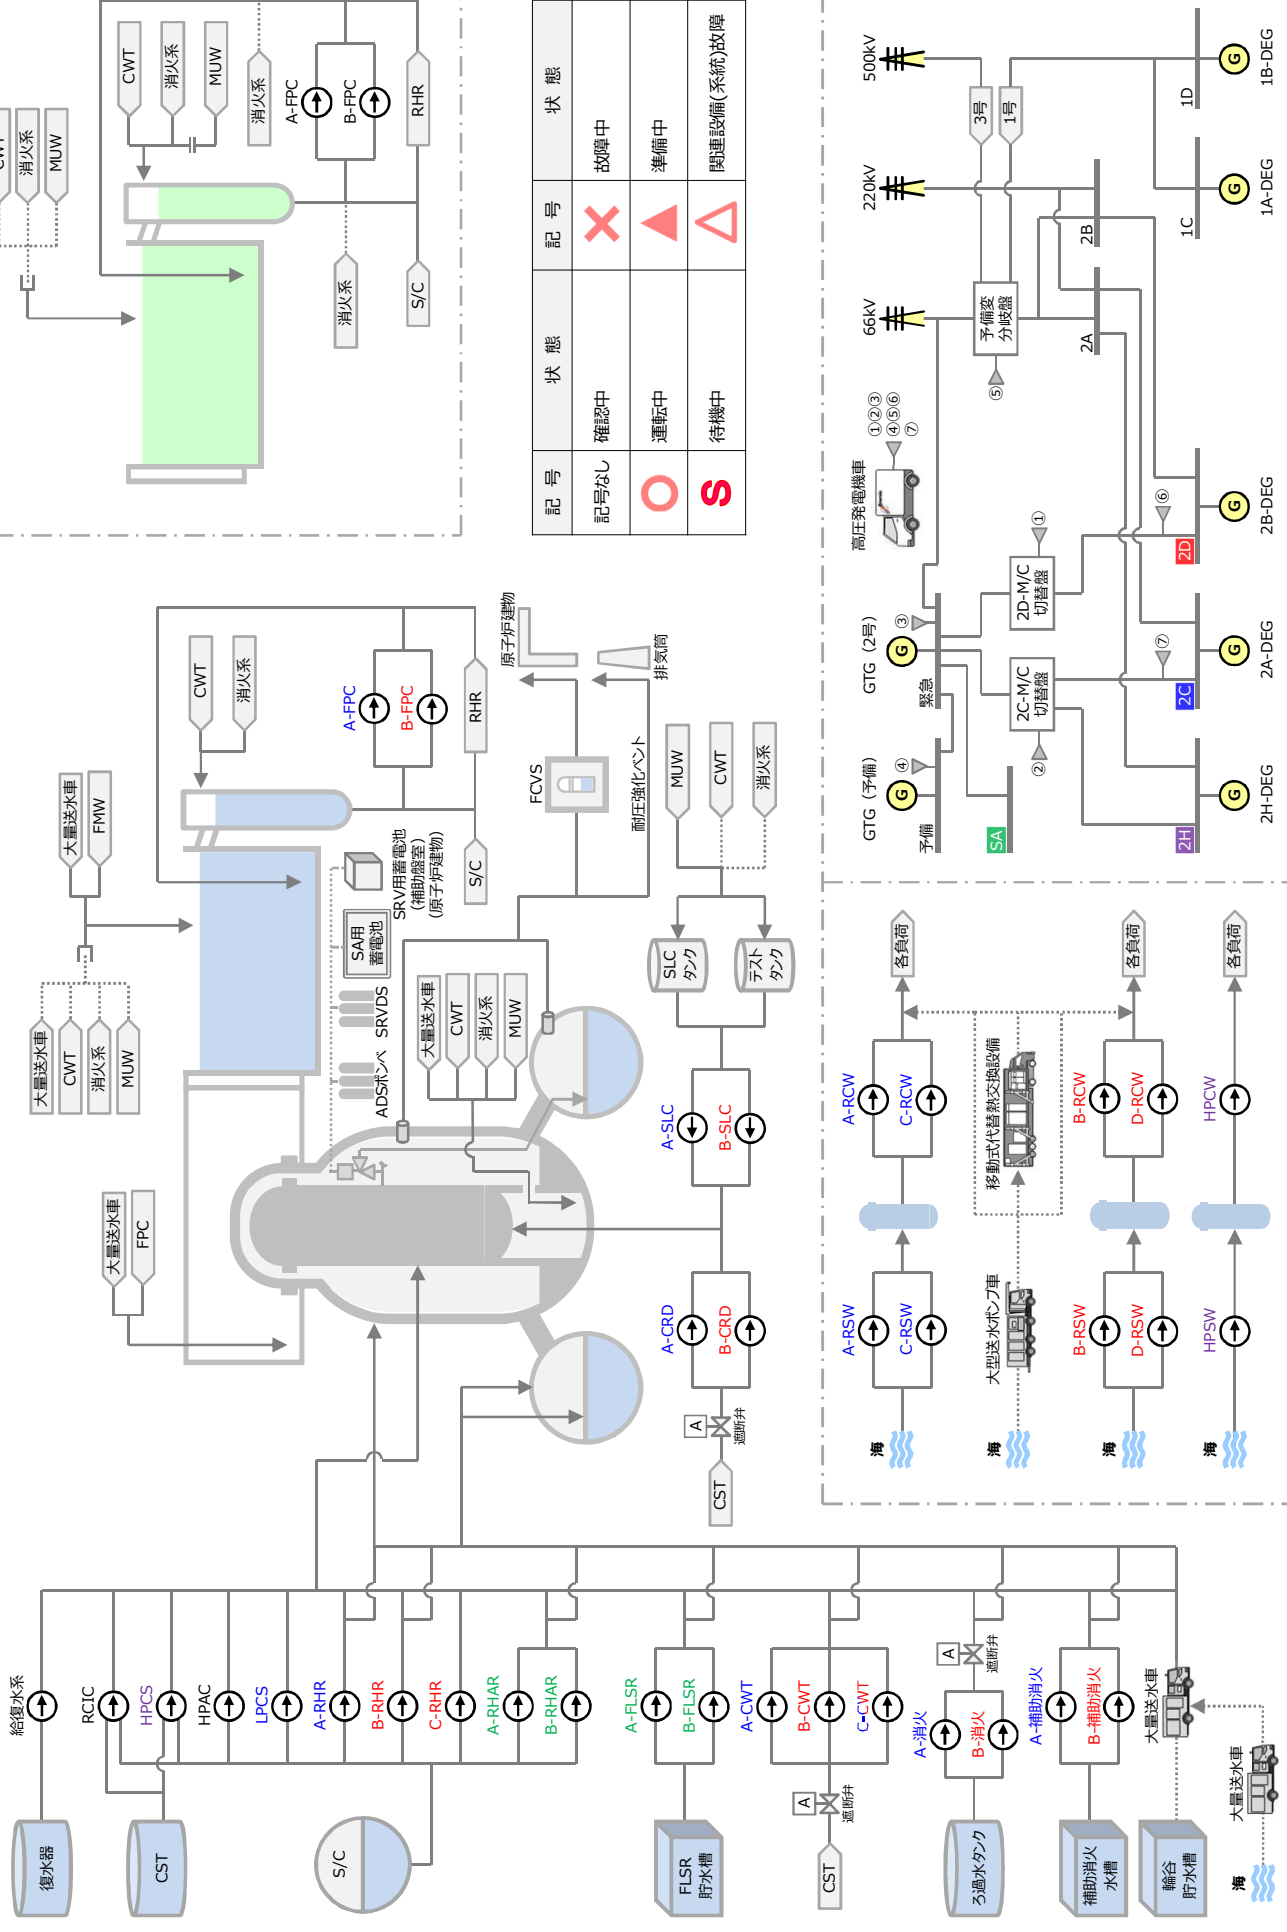 復水器
CST
S/C
FLSR
貯水槽
CST
ろ過水タンク
補助消火
水槽
輪谷
貯水槽
海
大量送水車
大量送水車
A
遮断弁
A
遮断弁
給復水系
RCIC
HPCS
HPAC
LPCS
A-RHR
B-RHR
C-RHR
A-RHAR
B-RHAR
A-FLSR
B-FLSR
A-CWT
B-CWT
C-CWT
A-消火
B-消火
A-補助消火
B-補助消火
大量送水車
FPC
大量送水車
CWT
消火系
MUW
大量送水車
FMW
CWT
消火系
A-FPC
B-FPC
RHR
S/C
ADSボンベ
SRVDS
SA用
蓄電池
SRV用蓄電池
(補助盤室)
(原子炉建物)
大量送水車
CWT
消火系
MUW
FCVS
原子炉建物
排気筒
耐圧強化ベント
MUW
CWT
消火系
SLC
タンク
テスト
タンク
A-SLC
B-SLC
A-CRD
B-CRD
A
遮断弁
CST
CWT
消火系
MUW
CWT
消火系
MUW
消火系
A-FPC
B-FPC
RHR
消火系
S/C
記 号
状 態
記 号
状 態
記号なし
確認中
故障中
運転中
準備中
S
待機中
関連設備(系統)故障
海
A-RSW
C-RSW
A-RCW
C-RCW
各負荷
海
大型送水ポンプ車
移動式代替熱交換設備
海
B-RSW
D-RSW
B-RCW
D-RCW
各負荷
海
HPSW
HPCW
各負荷
GTG (予備)
G
④
予備
GTG (2号)
G
③
緊急
高圧発電機車
①②③
④⑤⑥
⑦
66kV
220kV
500kV
3号
1号
予備変
分岐盤
⑤
SA
2C-M/C
切替盤
②
2D-M/C
切替盤
①
2A
2B
1C
1D
2H
2C
⑦
2D
⑥
G
G
G
G
G
2H-DEG
2A-DEG
2B-DEG
1A-DEG
1B-DEG